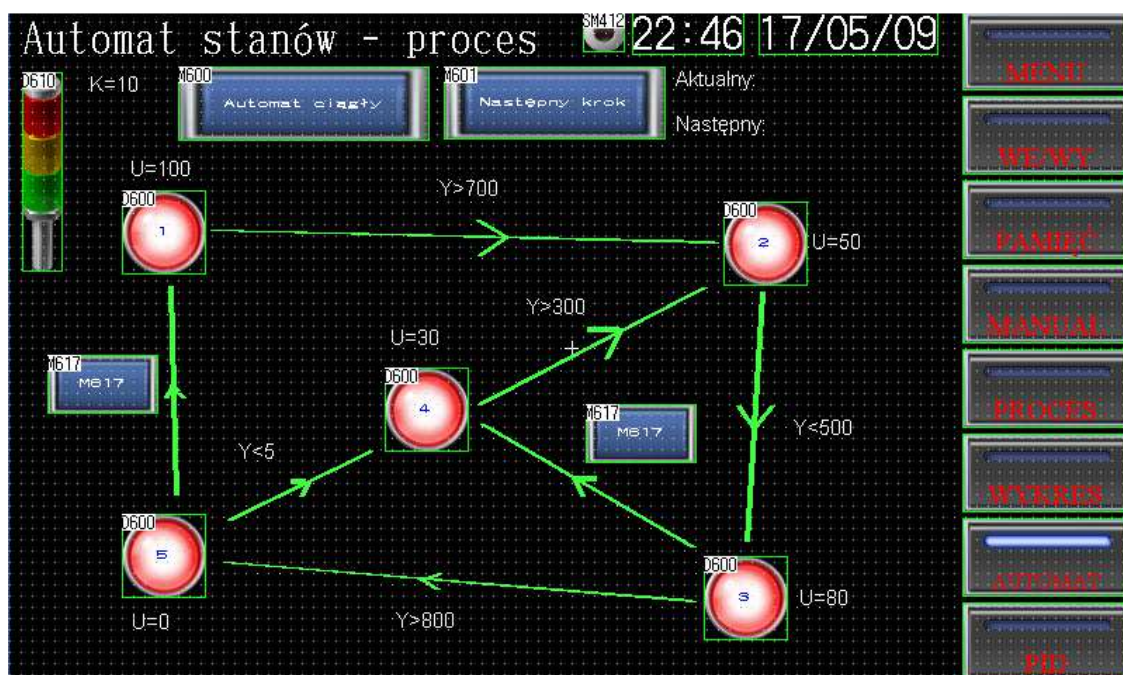 Automat stanów - proces
SM412
22:46
17/05/09
MENU
D610
K=10
M600
Automat ciągły
M601
Następny krok
Aktualny:
Następny:
WE/WY
U=100
Y>700
D600
1
D600
2
U=50
PAMIĘĆ
Y>300
MANUAL
U=30
M617
M617
D600
4
PROCES
M617
M617
Y<500
Y<5
WYKRES
D600
5
AUTOMAT
D600
3
U=80
U=0
Y>800
PID